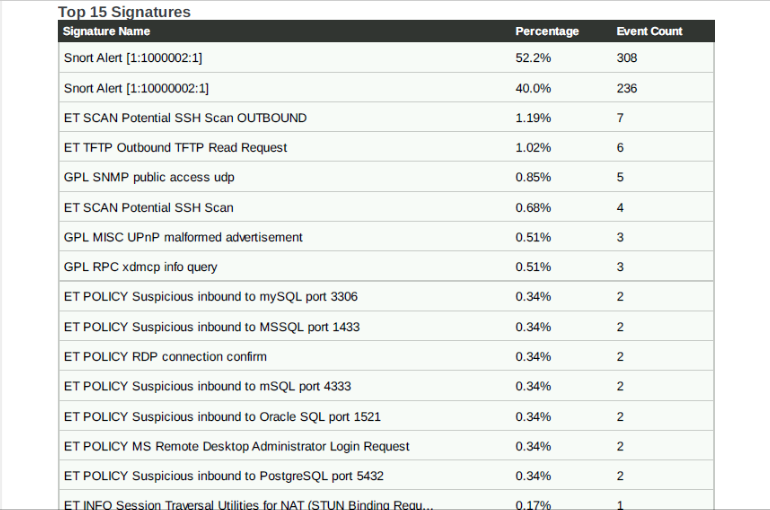 Top 15 Signatures
Signature Name Percentage Event Count
Snort Alert [1:1000002:1] 52.2% 308
Snort Alert [1:10000002:1] 40.0% 236
ET SCAN Potential SSH Scan OUTBOUND 1.19% 7
ET TFTP Outbound TFTP Read Request 1.02% 6
GPL SNMP public access udp 0.85% 5
ET SCAN Potential SSH Scan 0.68% 4
GPL MISC UPnP malformed advertisement 0.51% 3
GPL RPC xdmcp info query 0.51% 3
ET POLICY Suspicious inbound to mySQL port 3306 0.34% 2
ET POLICY Suspicious inbound to MSSQL port 1433 0.34% 2
ET POLICY RDP connection confirm 0.34% 2
ET POLICY Suspicious inbound to mSQL port 4333 0.34% 2
ET POLICY Suspicious inbound to Oracle SQL port 1521 0.34% 2
ET POLICY MS Remote Desktop Administrator Login Request 0.34% 2
ET POLICY Suspicious inbound to PostgreSQL port 5432 0.34% 2
ET INFO Session Traversal Utilities for NAT (STUN Binding Requ... 0.17% 1